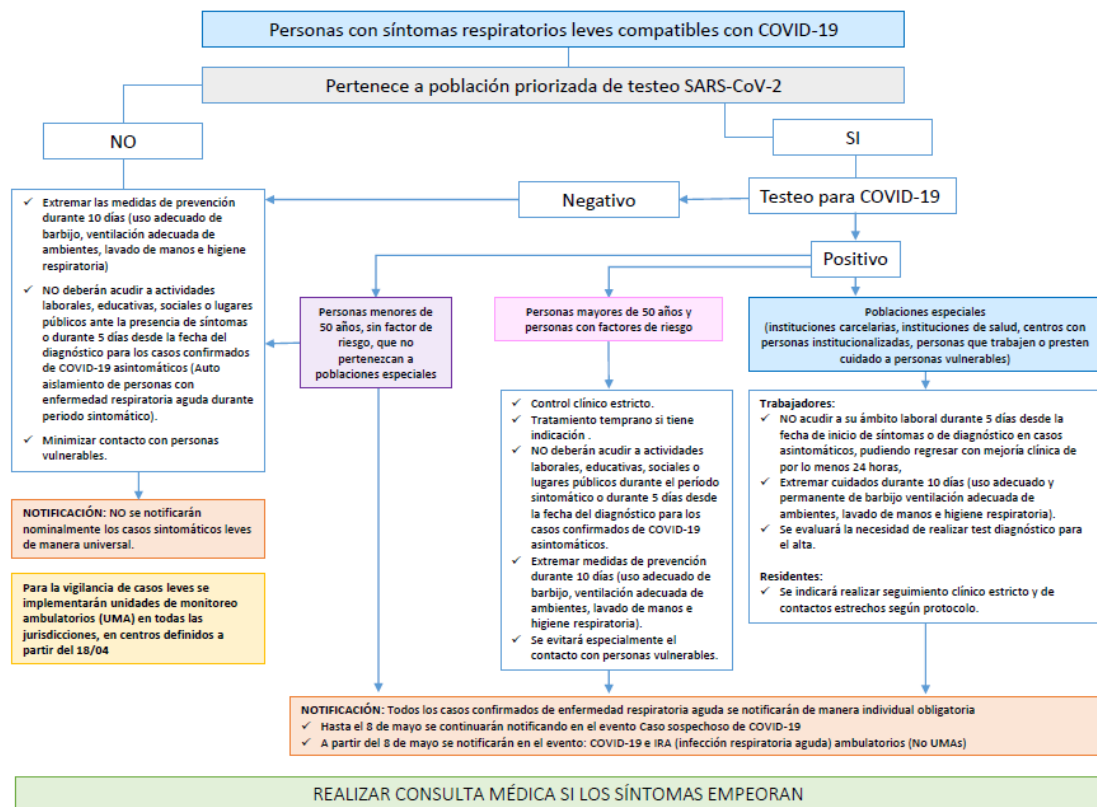 Personas con síntomas respiratorios leves compatibles con COVID-19
Pertenece a población priorizada de testeo SARS-CoV-2
NO
SI
Negativo
Testeo para COVID-19
Positivo
✓ Extremar las medidas de prevención
durante 10 días (uso adecuado de
barbijo, ventilación adecuada de
ambientes, lavado de manos e higiene
respiratoria)
✓ NO deberán acudir a actividades
laborales, educativas, sociales o lugares
públicos ante la presencia de síntomas
o durante 5 días desde la fecha del
diagnóstico para los casos confirmados
de COVID-19 asintomáticos (Auto
aislamiento de personas con
enfermedad respiratoria aguda durante
periodo sintomático).
✓ Minimizar contacto con personas
vulnerables.
NOTIFICACIÓN: NO se notificarán
nominalmente los casos sintomáticos leves
de manera universal.
Para la vigilancia de casos leves se
implementarán unidades de monitoreo
ambulatorios (UMA) en todas las
jurisdicciones, en centros definidos a
partir del 18/04
Personas menores de
50 años, sin factor de
riesgo, que no
pertenezcan a
poblaciones especiales
Personas mayores de 50 años y
personas con factores de riesgo
✓ Control clínico estricto.
✓ Tratamiento temprano si tiene
indicación .
✓ NO deberán acudir a actividades
laborales, educativas, sociales o
lugares públicos durante el período
sintomático o durante 5 días desde
la fecha del diagnóstico para los
casos confirmados de COVID-19
asintomáticos.
✓ Extremar medidas de prevención
durante 10 días (uso adecuado de
barbijo, ventilación adecuada de
ambientes, lavado de manos e
higiene respiratoria).
✓ Se evitará especialmente el
contacto con personas vulnerables.
Poblaciones especiales
(instituciones carcelarias, instituciones de salud, centros con
personas institucionalizadas, personas que trabajen o presten
cuidado a personas vulnerables)
Trabajadores:
✓ NO acudir a su ámbito laboral durante 5 días desde la
fecha de inicio de síntomas o de diagnóstico en casos
asintomáticos, pudiendo regresar con mejoría clínica de
por lo menos 24 horas,
✓ Extremar cuidados durante 10 días (uso adecuado y
permanente de barbijo ventilación adecuada de
ambientes, lavado de manos e higiene respiratoria).
✓ Se evaluará la necesidad de realizar test diagnóstico para
el alta.
Residentes:
✓ Se indicará realizar seguimiento clínico estricto y de
contactos estrechos según protocolo.
NOTIFICACIÓN: Todos los casos confirmados de enfermedad respiratoria aguda se notificarán de manera individual obligatoria
✓ Hasta el 8 de mayo se continuarán notificando en el evento Caso sospechoso de COVID-19
✓ A partir del 8 de mayo se notificarán en el evento: COVID-19 e IRA (infección respiratoria aguda) ambulatorios (No UMAs)
REALIZAR CONSULTA MÉDICA SI LOS SÍNTOMAS EMPEORAN